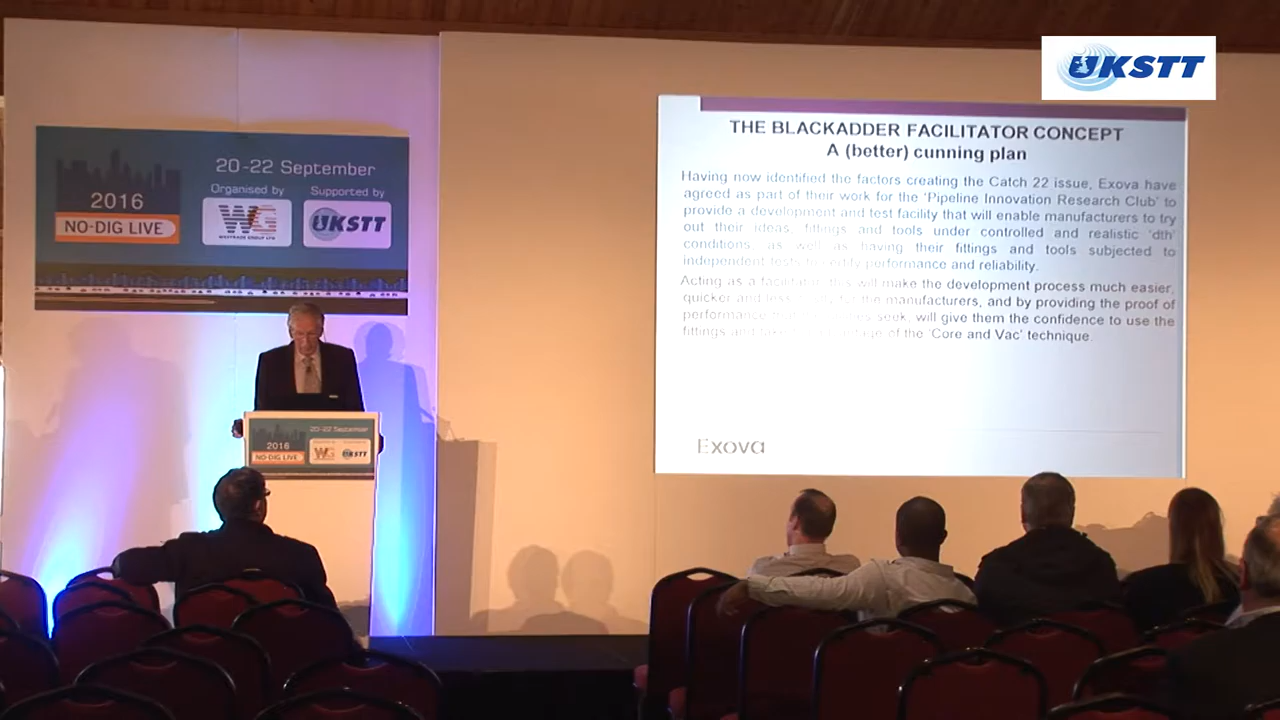 UKSTT
20-22 September
Organised by
Supported by
2016
NO-DIG LIVE
WG
WESTRADE GROUP LTD
UKSTT
THE BLACKADDER FACILITATOR CONCEPT
A (better) cunning plan
Having now identified the factors creating the Catch 22 issue, Exova have
agreed as part of their work for the 'Pipeline Innovation Research Club' to
provide a development and test facility that will enable manufacturers to try
out their ideas, fittings and tools under controlled and realistic 'dth'
conditions, as well as having their fittings and tools subjected to
independent tests to verify performance and reliability.
Acting as a facilitator, this will make the development process much easier,
quicker and less for the manufacturers, and by providing the proof of
performance that the seek, will give them the confidence to use the
fittings and of the 'Core and Vac' technique.
Exova
20-22 September
2016
NO-DIG LIVE
WG
UKSTT